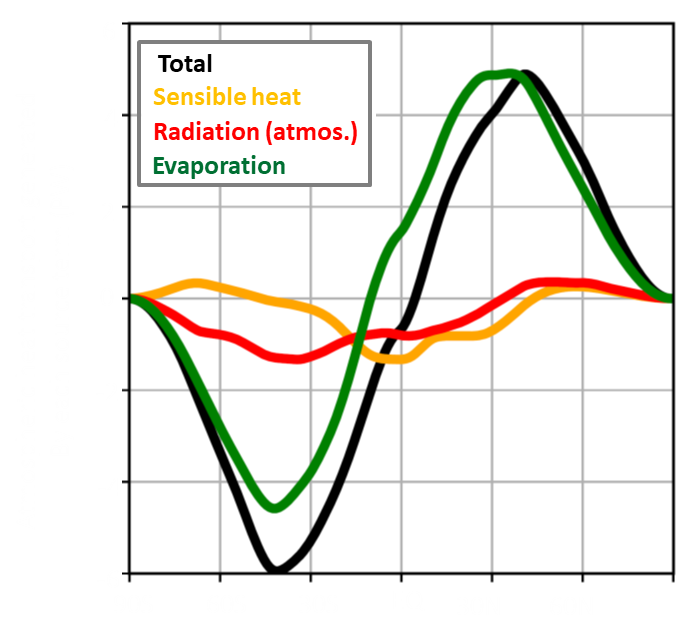 Total
Sensible heat
Radiation (atmos.)
Evaporation